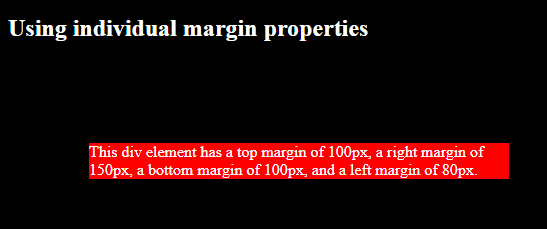 Using individual margin properties
This div element has a top margin of 100px, a right margin of
150px, a bottom margin of 100px, and a left margin of 80px.